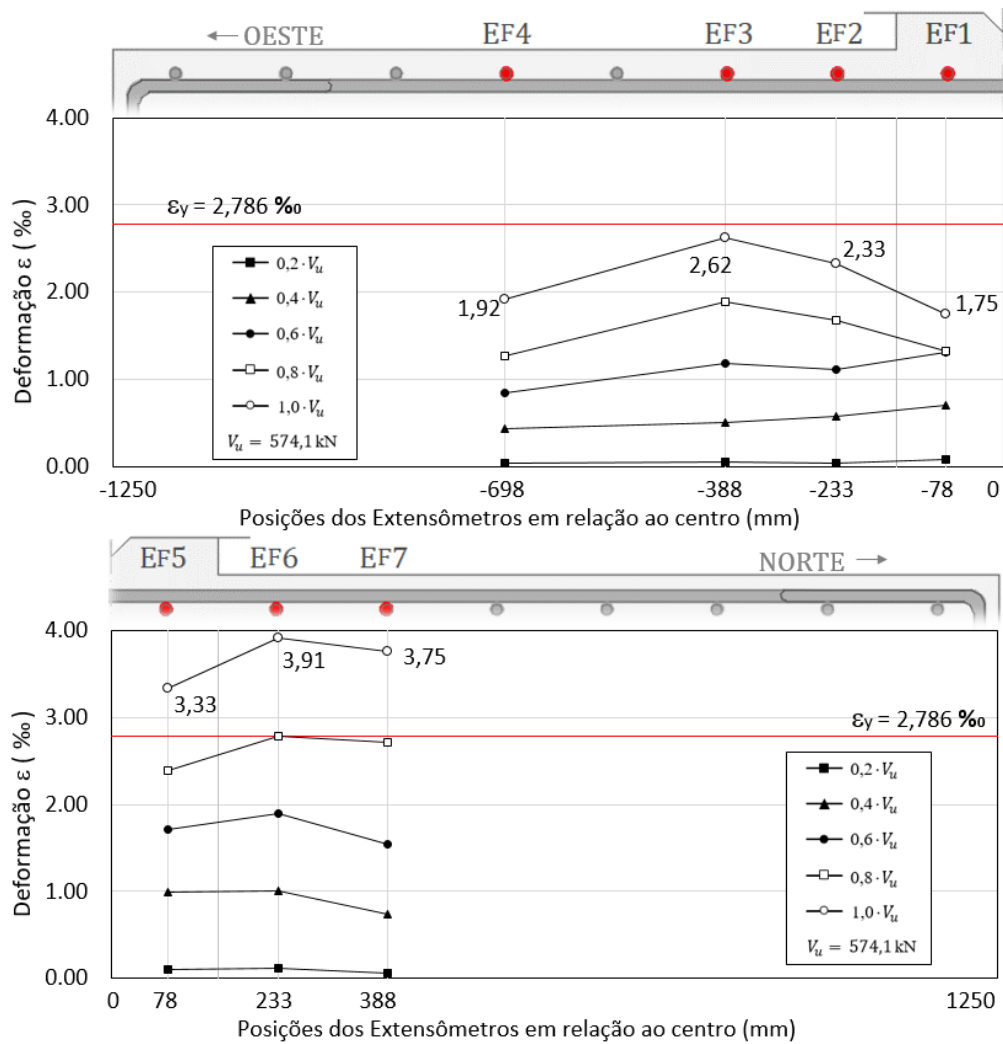 ← OESTE EF4 EF3 EF2 EF1
4.00
3.00
2.00
1.00
0.00
Deformação ε ( ‰ )
εy = 2,786 ‰
0,2 · Vu
0,4 · Vu
0,6 · Vu
0,8 · Vu
1,0 · Vu
Vu = 574,1 kN
1,92
2,62
2,33
1,75
-1250 -698 -388 -233 -78 0
Posições dos Extensômetros em relação ao centro (mm)
EF5 EF6 EF7 NORTE →
4.00
3.00
2.00
1.00
0.00
Deformação ε ( ‰ )
3,33
3,91
3,75
εy = 2,786 ‰
0,2 · Vu
0,4 · Vu
0,6 · Vu
0,8 · Vu
1,0 · Vu
Vu = 574,1 kN
0 78 233 388 1250
Posições dos Extensômetros em relação ao centro (mm)